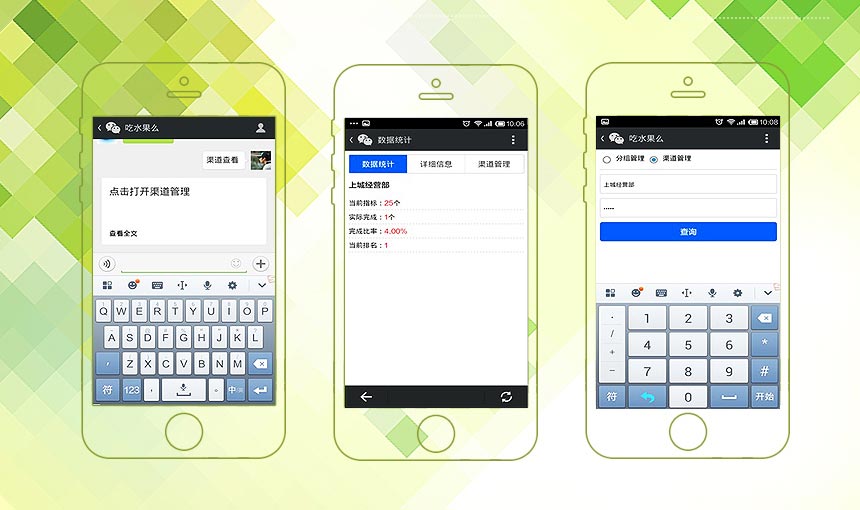 吃水果么
渠道查看
点击打开渠道管理
查看全文
Q W E R T Y U I O P
A S D F G H J K L
, Z X C V B N M
符 123 , 。 中
10:06
数据统计
数据统计 详细信息 渠道管理
上城经营部
当前指标：25个
实际完成：1个
完成比率：4.00%
当前排名：1
10:08
吃水果么
分组管理 渠道管理
上城经营部
•••••
查询
. 1 2 3
/ 4 5 6 *
+
- 7 8 9 #
符 0 开始